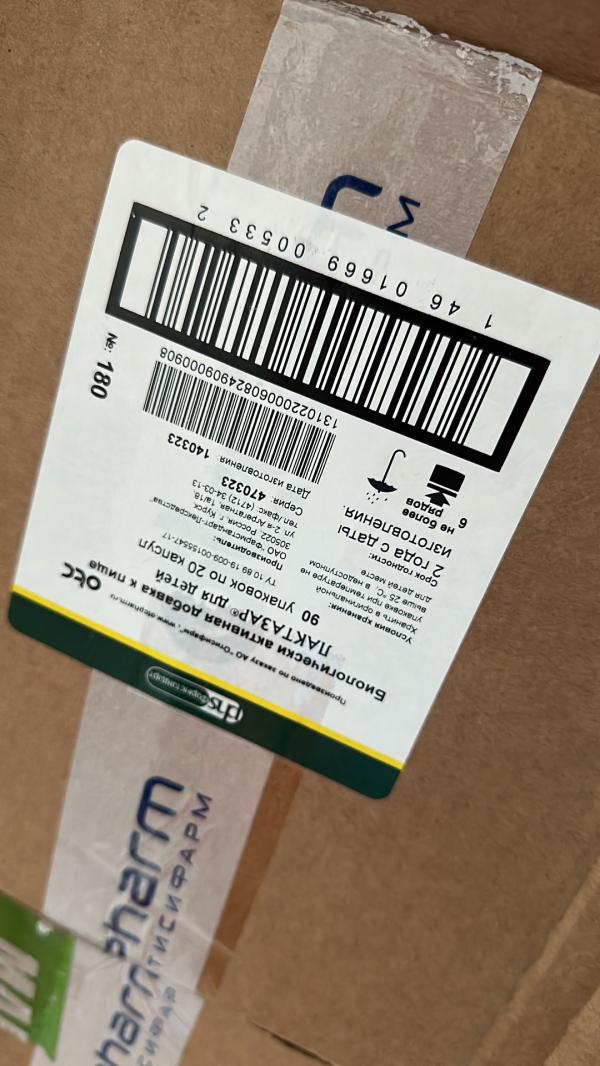 Произведено по заказу АО "Отисифарм", www.otcpharm.ru
Биологически активная добавка к пище
ЛАКТАЗАР® для детей
90 упаковок по 20 капсул
ТУ 10.89.19-009-00155547-17
Производитель:
ОАО "Фармстандарт-Лексредства"
305022, Россия, г. Курск,
ул. 2-я Агрегатная, 1а/18,
тел./факс: (4712) 34-03-13
Серия: 470323
Дата изготовления: 140323
Условия хранения:
Хранить в оригинальной
упаковке при температуре не
выше 25 °C, в недоступном
для детей месте
Срок годности:
2 года с даты
изготовления.
6
не более
рядов
otc
№: 180
13102200060824909000908
1 46 01669 00533 2
pharm
ОТИСИФАРМ
pharm
СИФАР